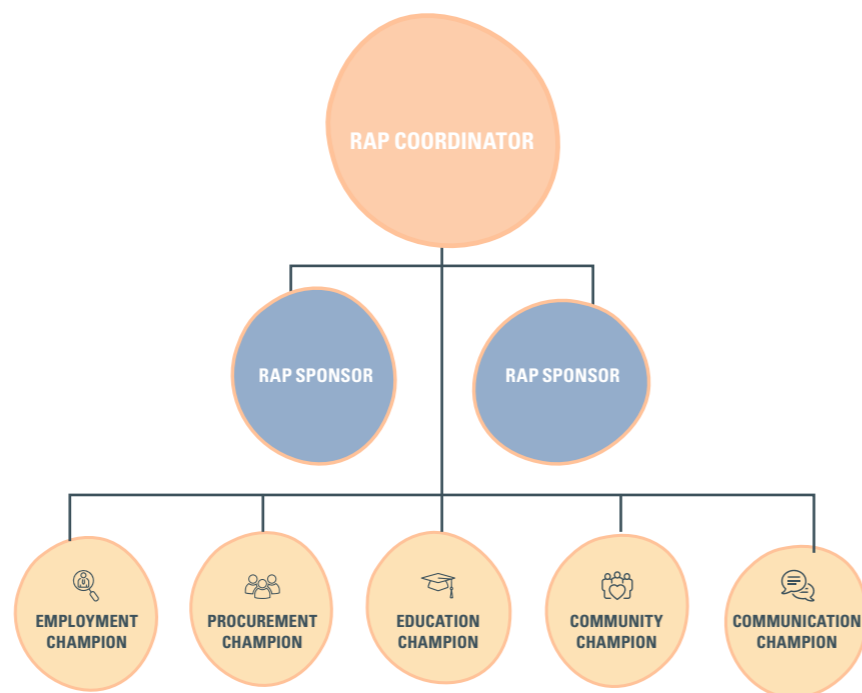 RAP COORDINATOR
RAP SPONSOR
RAP SPONSOR
EMPLOYMENT
CHAMPION
PROCUREMENT
CHAMPION
EDUCATION
CHAMPION
COMMUNITY
CHAMPION
COMMUNICATION
CHAMPION